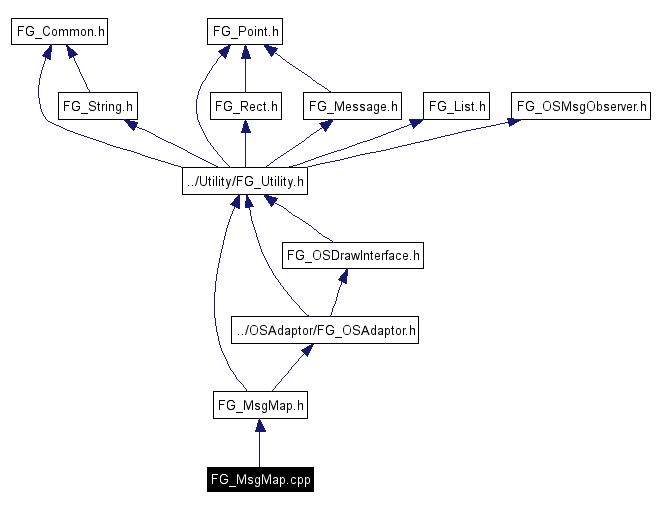 FG_Common.h
FG_Point.h
FG_String.h
FG_Rect.h
FG_Message.h
FG_List.h
FG_OSMsgObserver.h
../Utility/FG_Utility.h
FG_OSDrawInterface.h
../OSAdaptor/FG_OSAdaptor.h
FG_MsgMap.h
FG_MsgMap.cpp